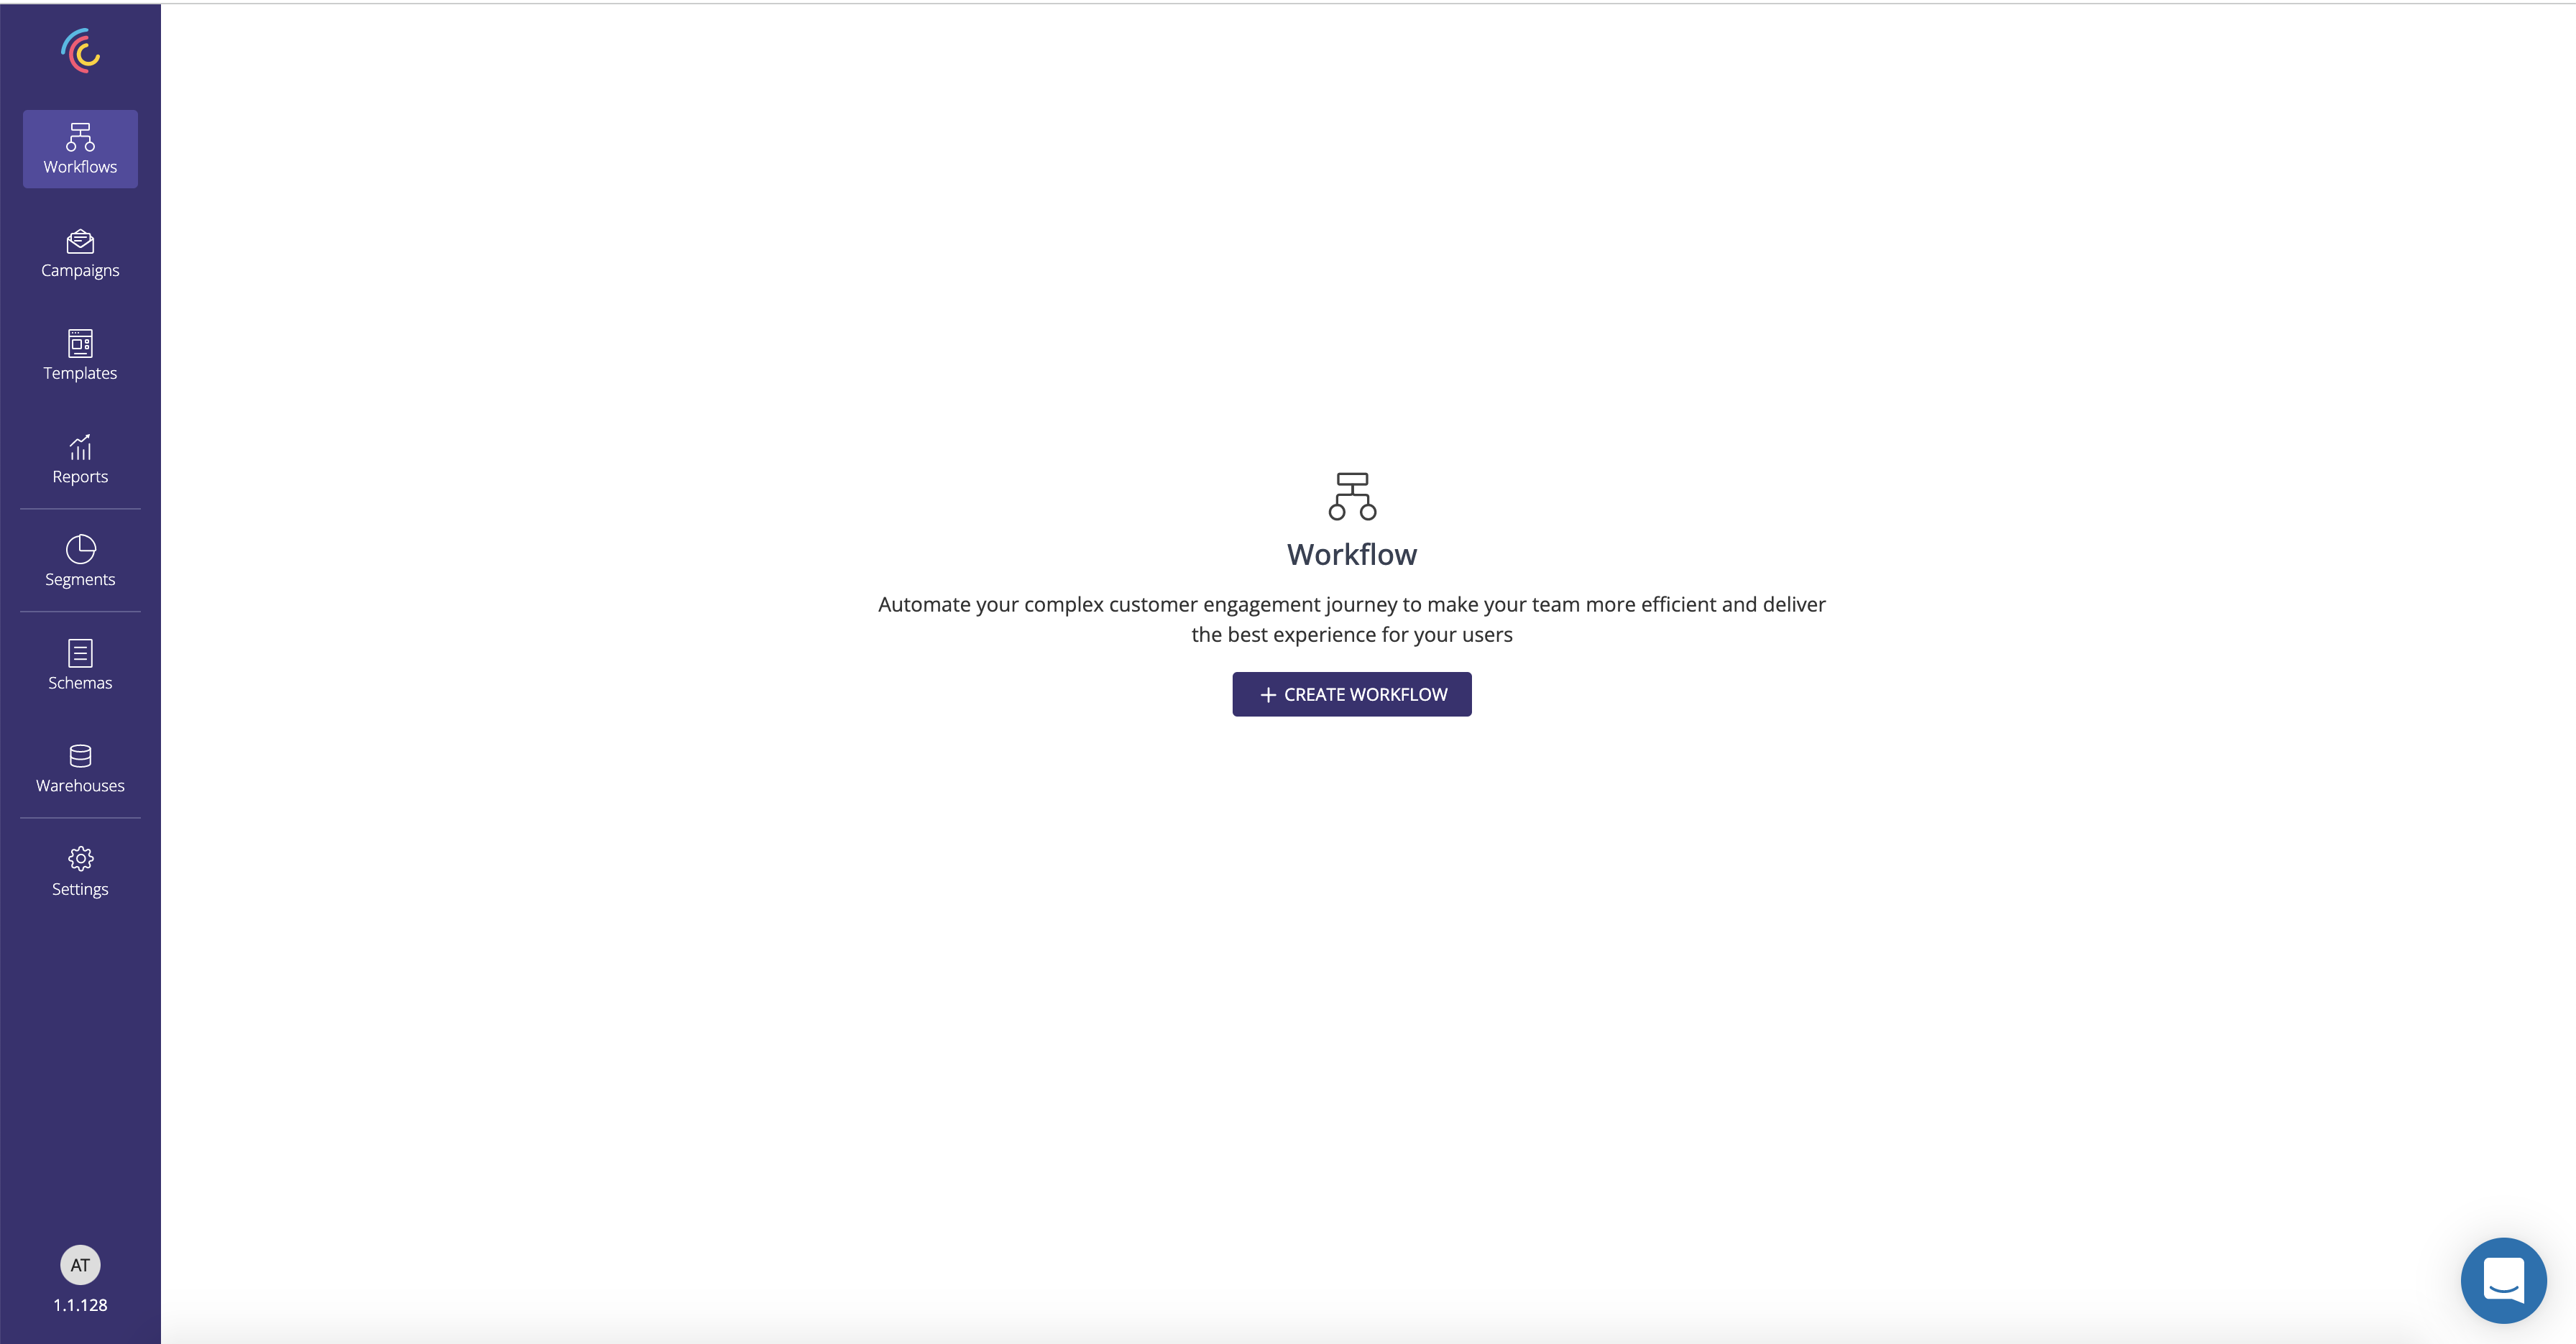 Workflows
Campaigns
Templates
Reports
Segments
Schemas
Warehouses
Settings
AT
1.1.128
Workflow
Automate your complex customer engagement journey to make your team more efficient and deliver
the best experience for your users
+ CREATE WORKFLOW